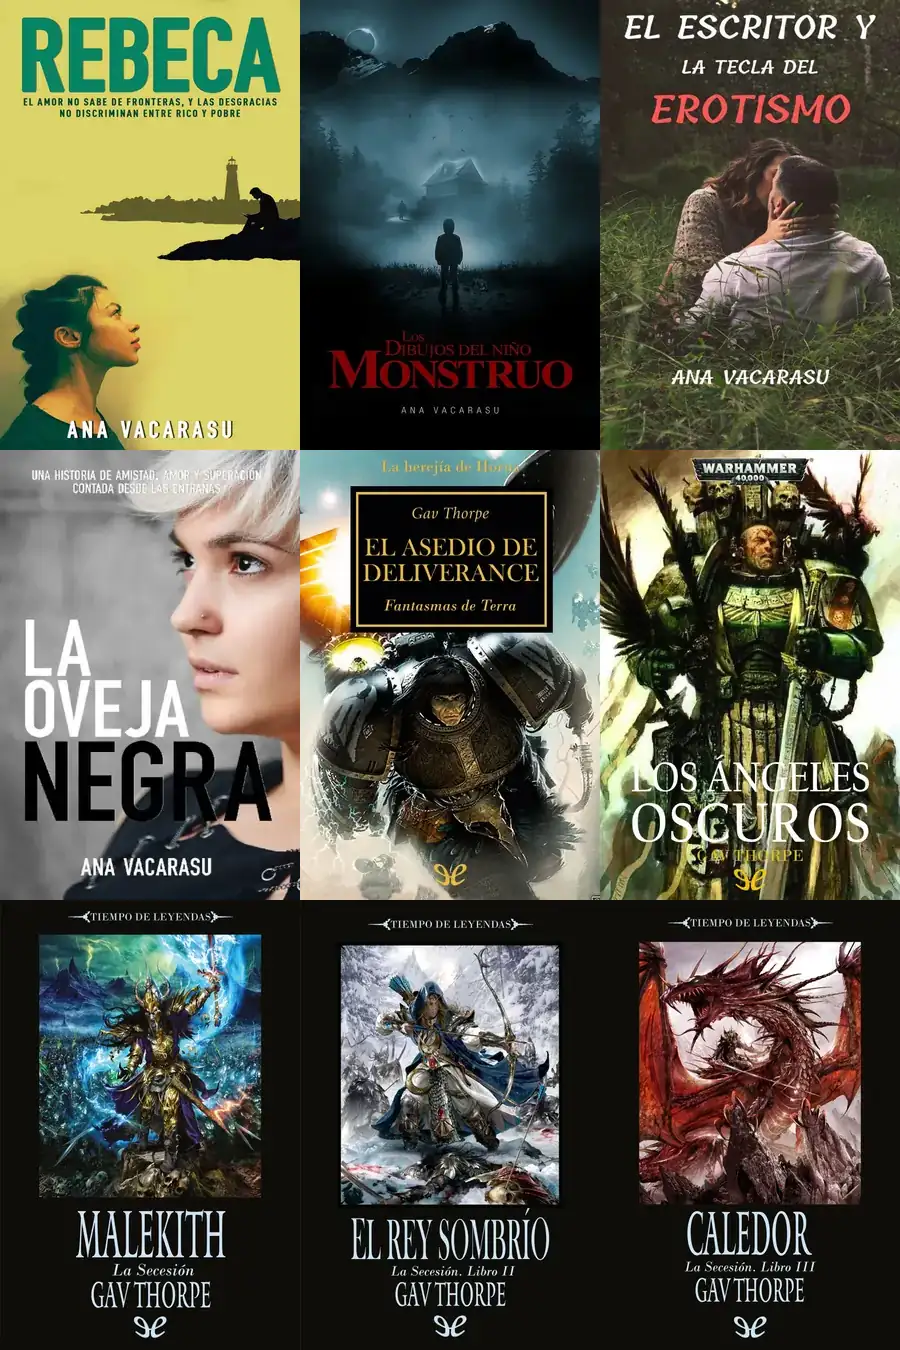 REBECA
EL AMOR NO SABE DE FRONTERAS, Y LAS DESGRACIAS
NO DISCRIMINAN ENTRE RICO Y POBRE
ANA VACARASU
LOS
DIBUJOS DEL NIÑO
MONSTRUO
ANA VACARASU
EL ESCRITOR Y
LA TECLA DEL
EROTISMO
ANA VACARASU
UNA HISTORIA DE AMISTAD, AMOR Y SUPERACIÓN
CONTADA DESDE LAS ENTRAÑAS
LA
OVEJA
NEGRA
ANA VACARASU
La herejía de Horus
Gav Thorpe
EL ASEDIO DE
DELIVERANCE
Fantasmas de Terra
WARHAMMER
40,000
LOS ÁNGELES
OSCUROS
GAV THORPE
TIEMPO DE LEYENDAS
MALEKITH
La Secesión
GAV THORPE
TIEMPO DE LEYENDAS
EL REY SOMBRÍO
La Secesión. Libro II
GAV THORPE
TIEMPO DE LEYENDAS
CALEDOR
La Secesión. Libro III
GAV THORPE